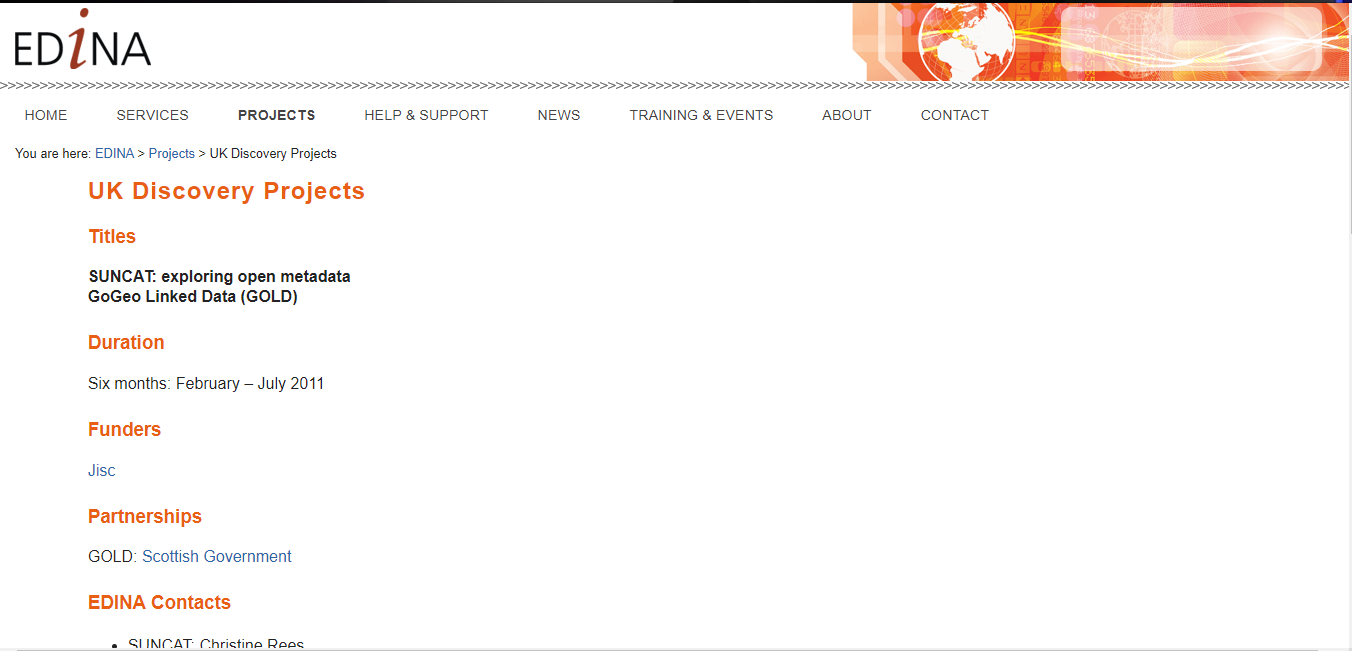 EDiNA
HOME SERVICES PROJECTS HELP & SUPPORT NEWS TRAINING & EVENTS ABOUT CONTACT
You are here: EDINA > Projects > UK Discovery Projects
UK Discovery Projects
Titles
SUNCAT: exploring open metadata
GoGeo Linked Data (GOLD)
Duration
Six months: February – July 2011
Funders
Jisc
Partnerships
GOLD: Scottish Government
EDINA Contacts
• SUNCAT: Christine Rees